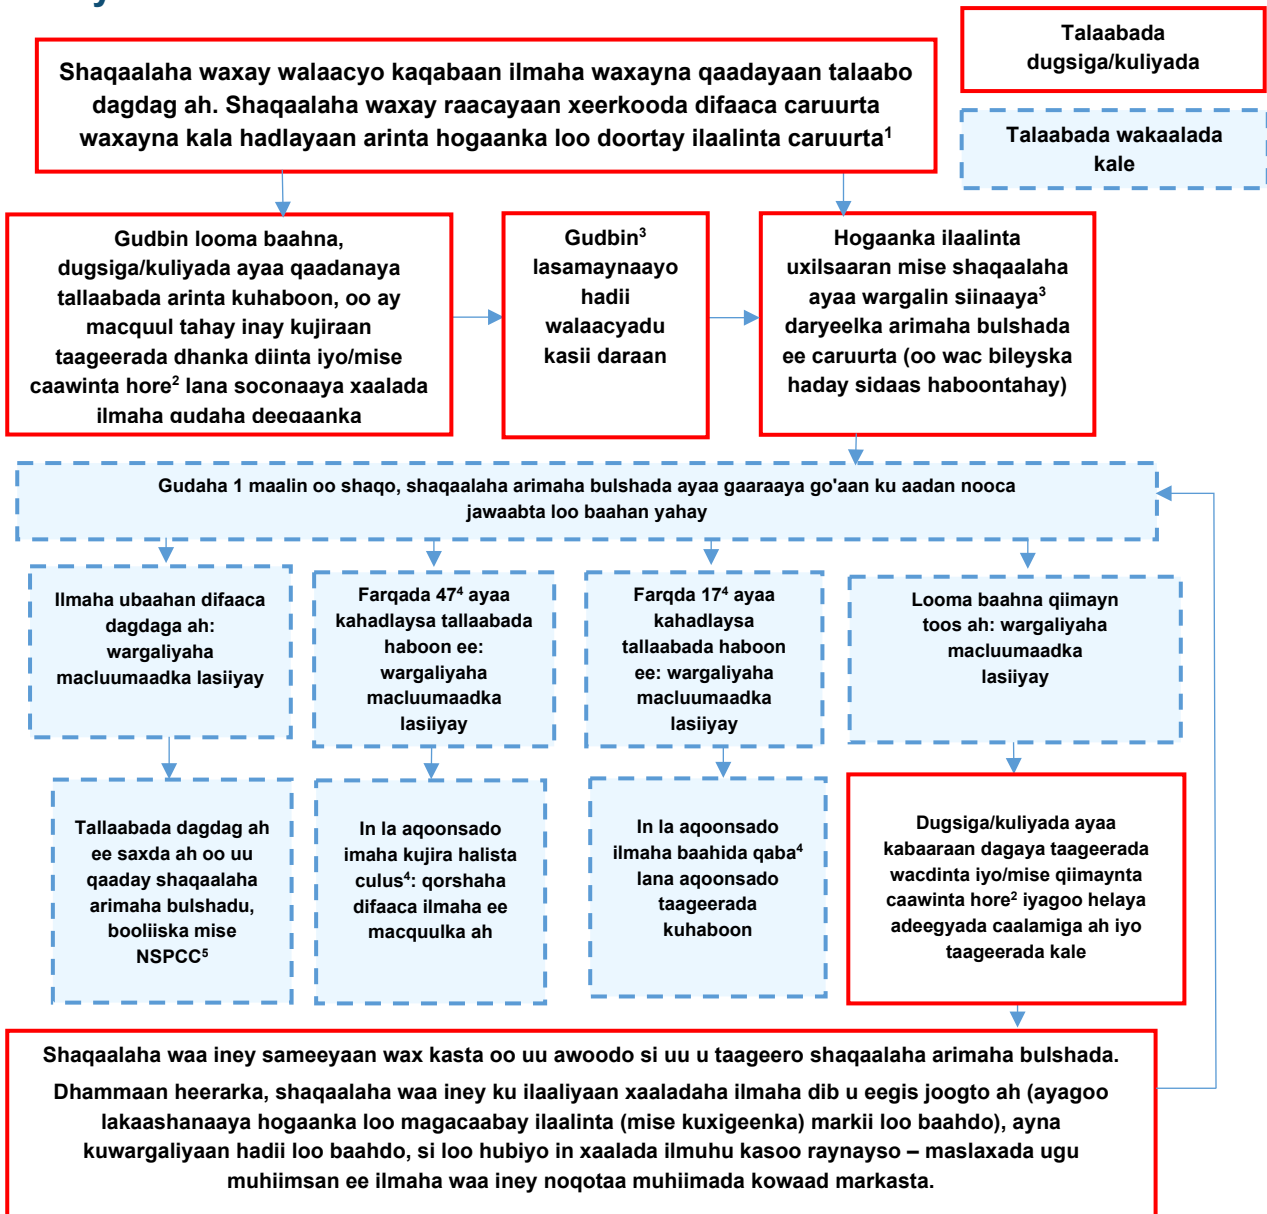 Shaqaalaha waxay walaacyo kaqabaan ilmaha waxayna qaadayaan talaabo
dagdag ah. Shaqaalaha waxay raacayaan xeerkooda difaaca caruurta
waxayna kala hadlayaan arinta hogaanka loo doortay ilaalinta caruurta¹
Talaabada
dugsiga/kuliyada
Talaabada wakaalada
kale
Gudbin looma baahna,
dugsiga/kuliyada ayaa qaadanaya
tallaabada arinta kuhaboon, oo ay
macquul tahay inay kujiraan
taageerada dhanka diinta iyo/mise
caawinta hore² lana soconaaya xaalada
ilmaha gudaha deegaanka
Gudbin³
lasamaynaayo
hadii
walaacyadu
kasii daraan
Hogaanka ilaalinta
uxilsaaran mise shaqaalaha
ayaa wargalin siinaaya³
daryeelka arimaha bulshada
ee caruurta (oo wac bileyska
haday sidaas haboontahay)
Gudaha 1 maalin oo shaqo, shaqaalaha arimaha bulshada ayaa gaaraaya go'aan ku aadan nooca
jawaabta loo baahan yahay
Ilmaha ubaahan difaaca
dagdaga ah:
wargaliyaha
macluumaadka lasiiyay
Farqada 47⁴ ayaa
kahadlaysa tallaabada
haboon ee:
wargaliyaha
macluumaadka
lasiiyay
Farqda 17⁴ ayaa
kahadlaysa
tallaabada haboon
ee: wargaliyaha
macluumaadka
lasiiyay
Looma baahna qiimayn
toos ah: wargaliyaha
macluumaadka
lasiiyay
Tallaabada dagdag ah
ee saxda ah oo uu
qaaday shaqaalaha
arimaha bulshadu,
booliiska mise
NSPCC⁵
In la aqoonsado
imaha kujira halista
culus⁴: qorshaha
difaaca ilmaha ee
macquulka ah
In la aqoonsado
ilmaha baahida qaba⁴
lana aqoonsado
taageerada
kuhaboon
Dugsiga/kuliyada ayaa
kabaaraan dagaya taageerada
wacdinta iyo/mise qiimaynta
caawinta hore² iyagoo helaya
adeegyada caalamiga ah iyo
taageerada kale
Shaqaalaha waa iney sameeyaan wax kasta oo uu awoodo si uu u taageero shaqaalaha arimaha bulshada.
Dhammaan heerarka, shaqaalaha waa iney ku ilaaliyaan xaaladaha ilmaha dib u eegis joogto ah (ayagoo
lakaashanaaya hogaanka loo magacaabay ilaalinta (mise kuxigeenka) markii loo baahdo), ayna
kuwargaliyaan hadii loo baahdo, si loo hubiyo in xaalada ilmuhu kasoo raynayso – maslaxada ugu
muhiimsan ee ilmaha waa iney noqotaa muhiimada kowaad markasta.